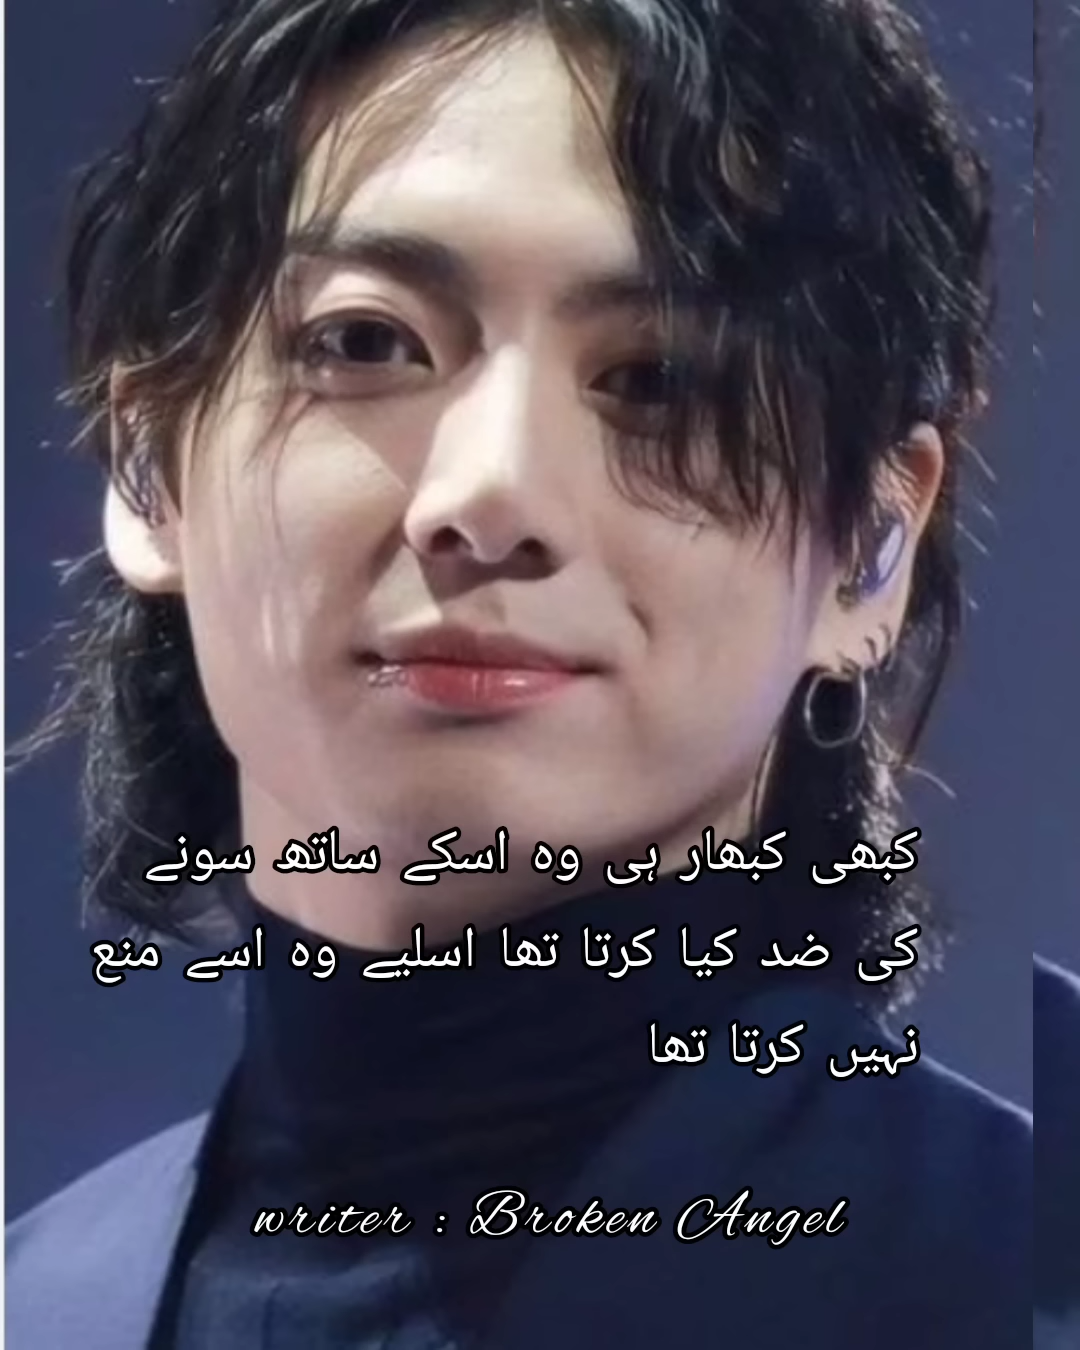 کبھی کبھار ہی وہ اسکے ساتھ سونے
کی ضد کیا کرتا تھا اسلیے وہ اسے منع
نہیں کرتا تھا
writer : Broken Angel